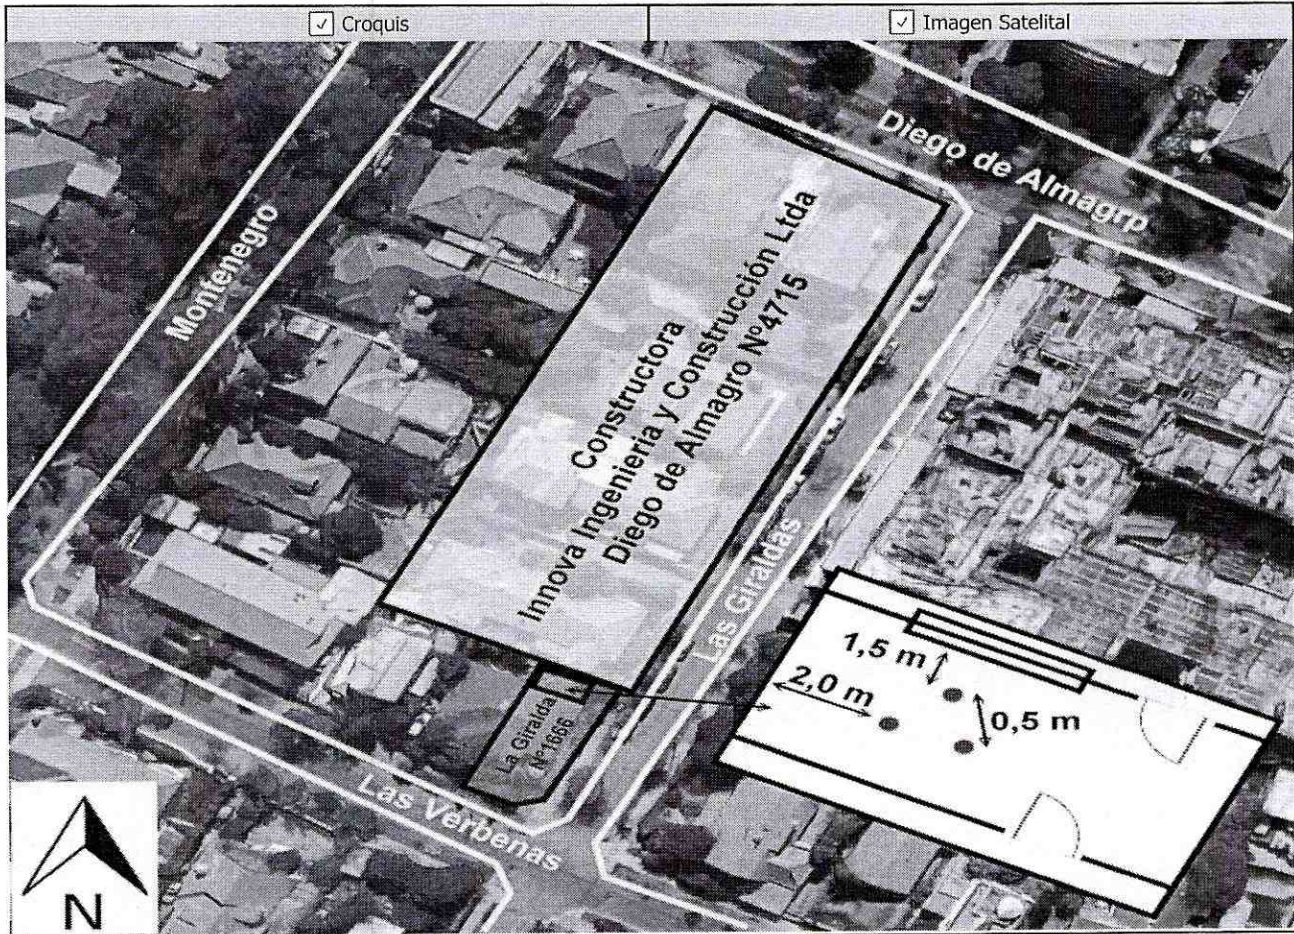 Croquis
Imagen Satelital
Diego de Almagrp
Montenegro
Constructora
Innova Ingeniería y Construcción Ltda
Diego de Almagro Nº4715
Las Giraldas
1,5 m
2,0 m
0,5 m
La Giralda
Nº1666
Las Verbenas
N